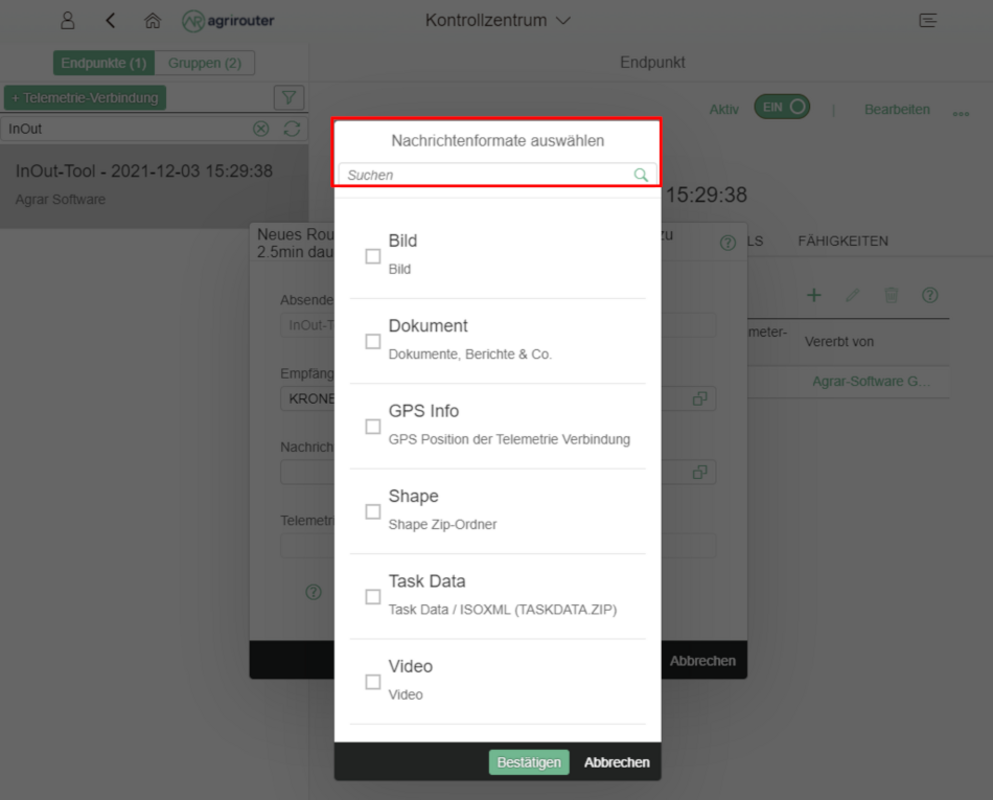 agrirouter
Kontrollzentrum
Endpunkte (1) Gruppen (2)
Endpunkt
+ Telemetrie-Verbindung
Aktiv EIN Bearbeiten
InOut
InOut-Tool - 2021-12-03 15:29:38
Agrar Software
15:29:38
LS FÄHIGKEITEN
Neues Rou zu
2.5min dau
Absende
InOut-T
Empfäng
KRONE
Nachrich
Telemetri
meter-
Vererbt von
Agrar-Software G...
Abbrechen
Nachrichtenformate auswählen
Suchen
Bild
Bild
Dokument
Dokumente, Berichte & Co.
GPS Info
GPS Position der Telemetrie Verbindung
Shape
Shape Zip-Ordner
Task Data
Task Data / ISOXML (TASKDATA.ZIP)
Video
Video
Bestätigen Abbrechen